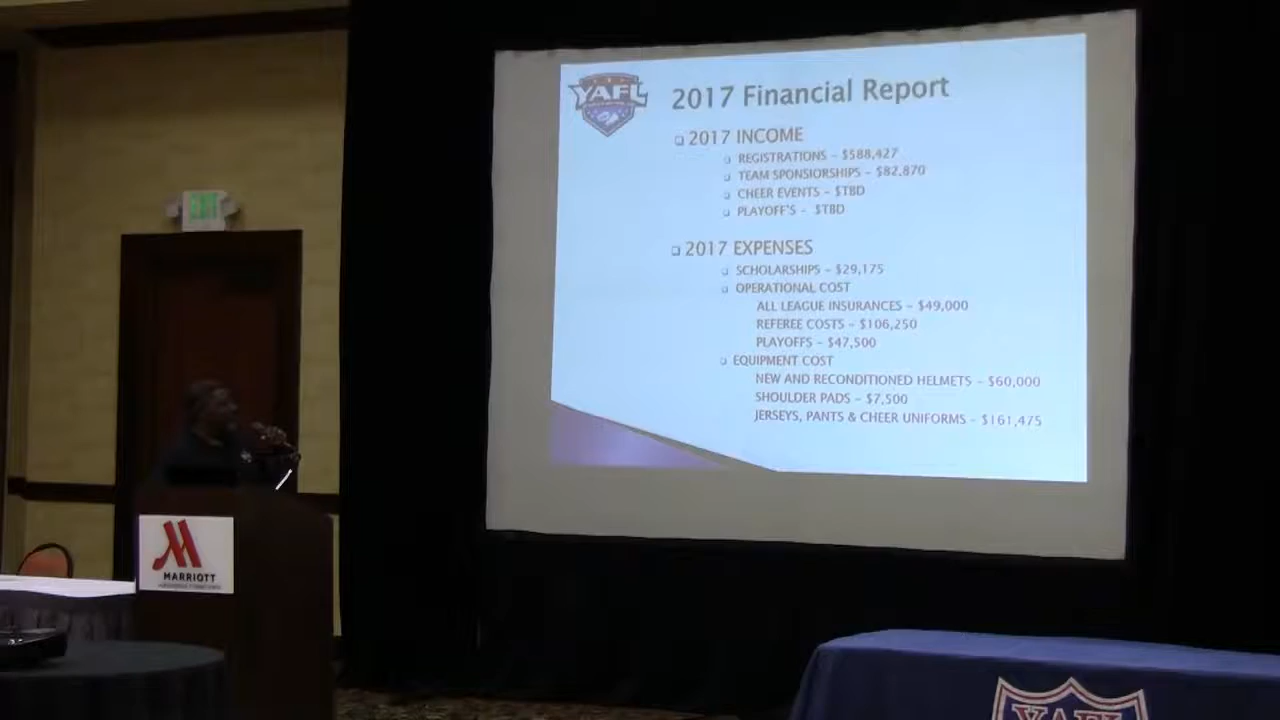 YAFL
2017 Financial Report
2017 INCOME
REGISTRATIONS - $588,427
TEAM SPONSIORSHIPS - $82,870
CHEER EVENTS - $TBD
PLAYOFF'S - $TBD
2017 EXPENSES
SCHOLARSHIPS - $29,175
OPERATIONAL COST
ALL LEAGUE INSURANCES - $49,000
REFEREE COSTS - $106,250
PLAYOFFS - $47,500
EQUIPMENT COST
NEW AND RECONDITIONED HELMETS - $60,000
SHOULDER PADS - $7,500
JERSEYS, PANTS & CHEER UNIFORMS - $161,475
EXIT
MARRIOTT
YAFL